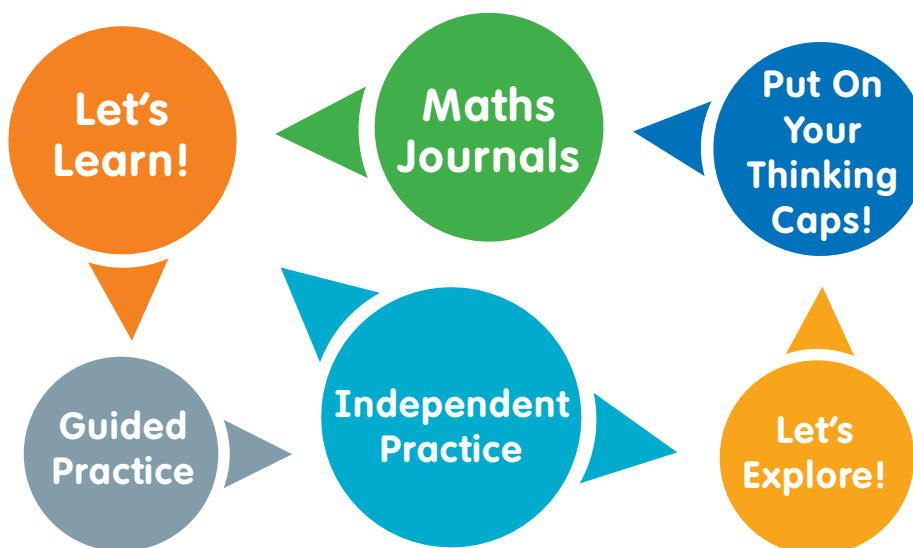 Let's
Learn!
Maths
Journals
Put On
Your
Thinking
Caps!
Guided
Practice
Independent
Practice
Let's
Explore!